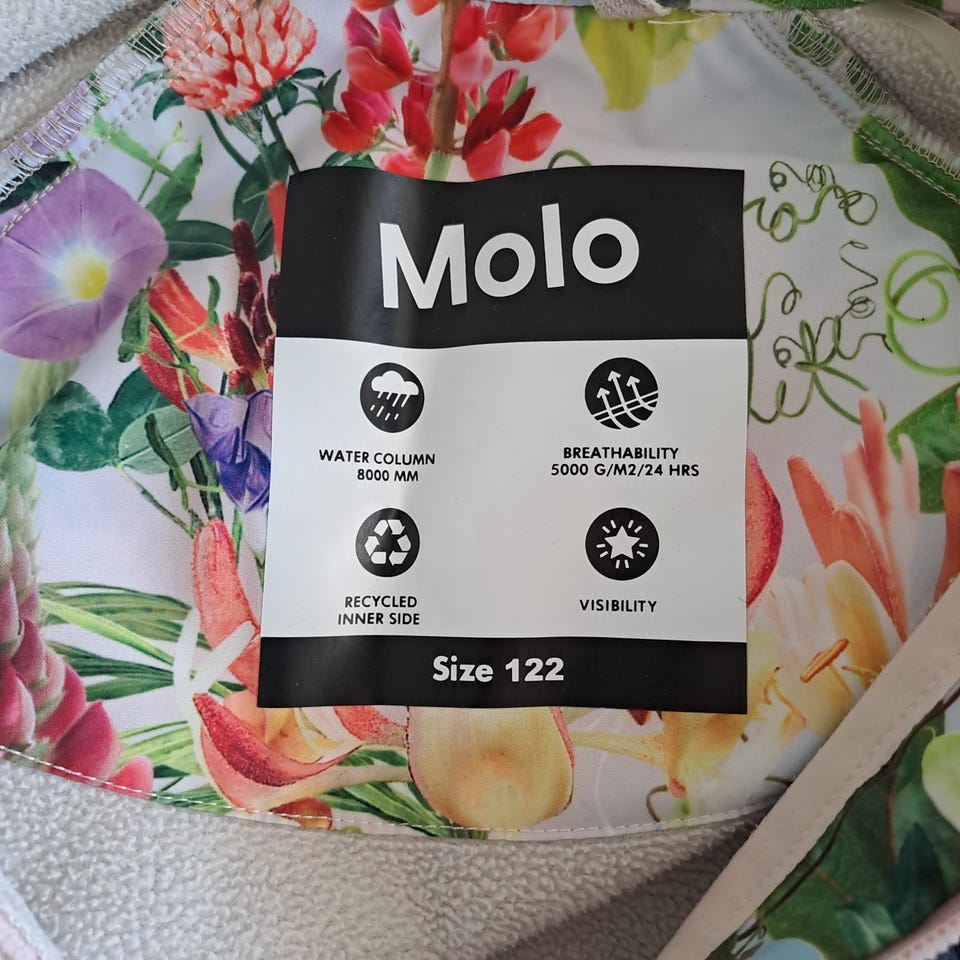 Molo
WATER COLUMN
8000 MM
BREATHABILITY
5000 G/M2/24 HRS
RECYCLED
INNER SIDE
VISIBILITY
Size 122